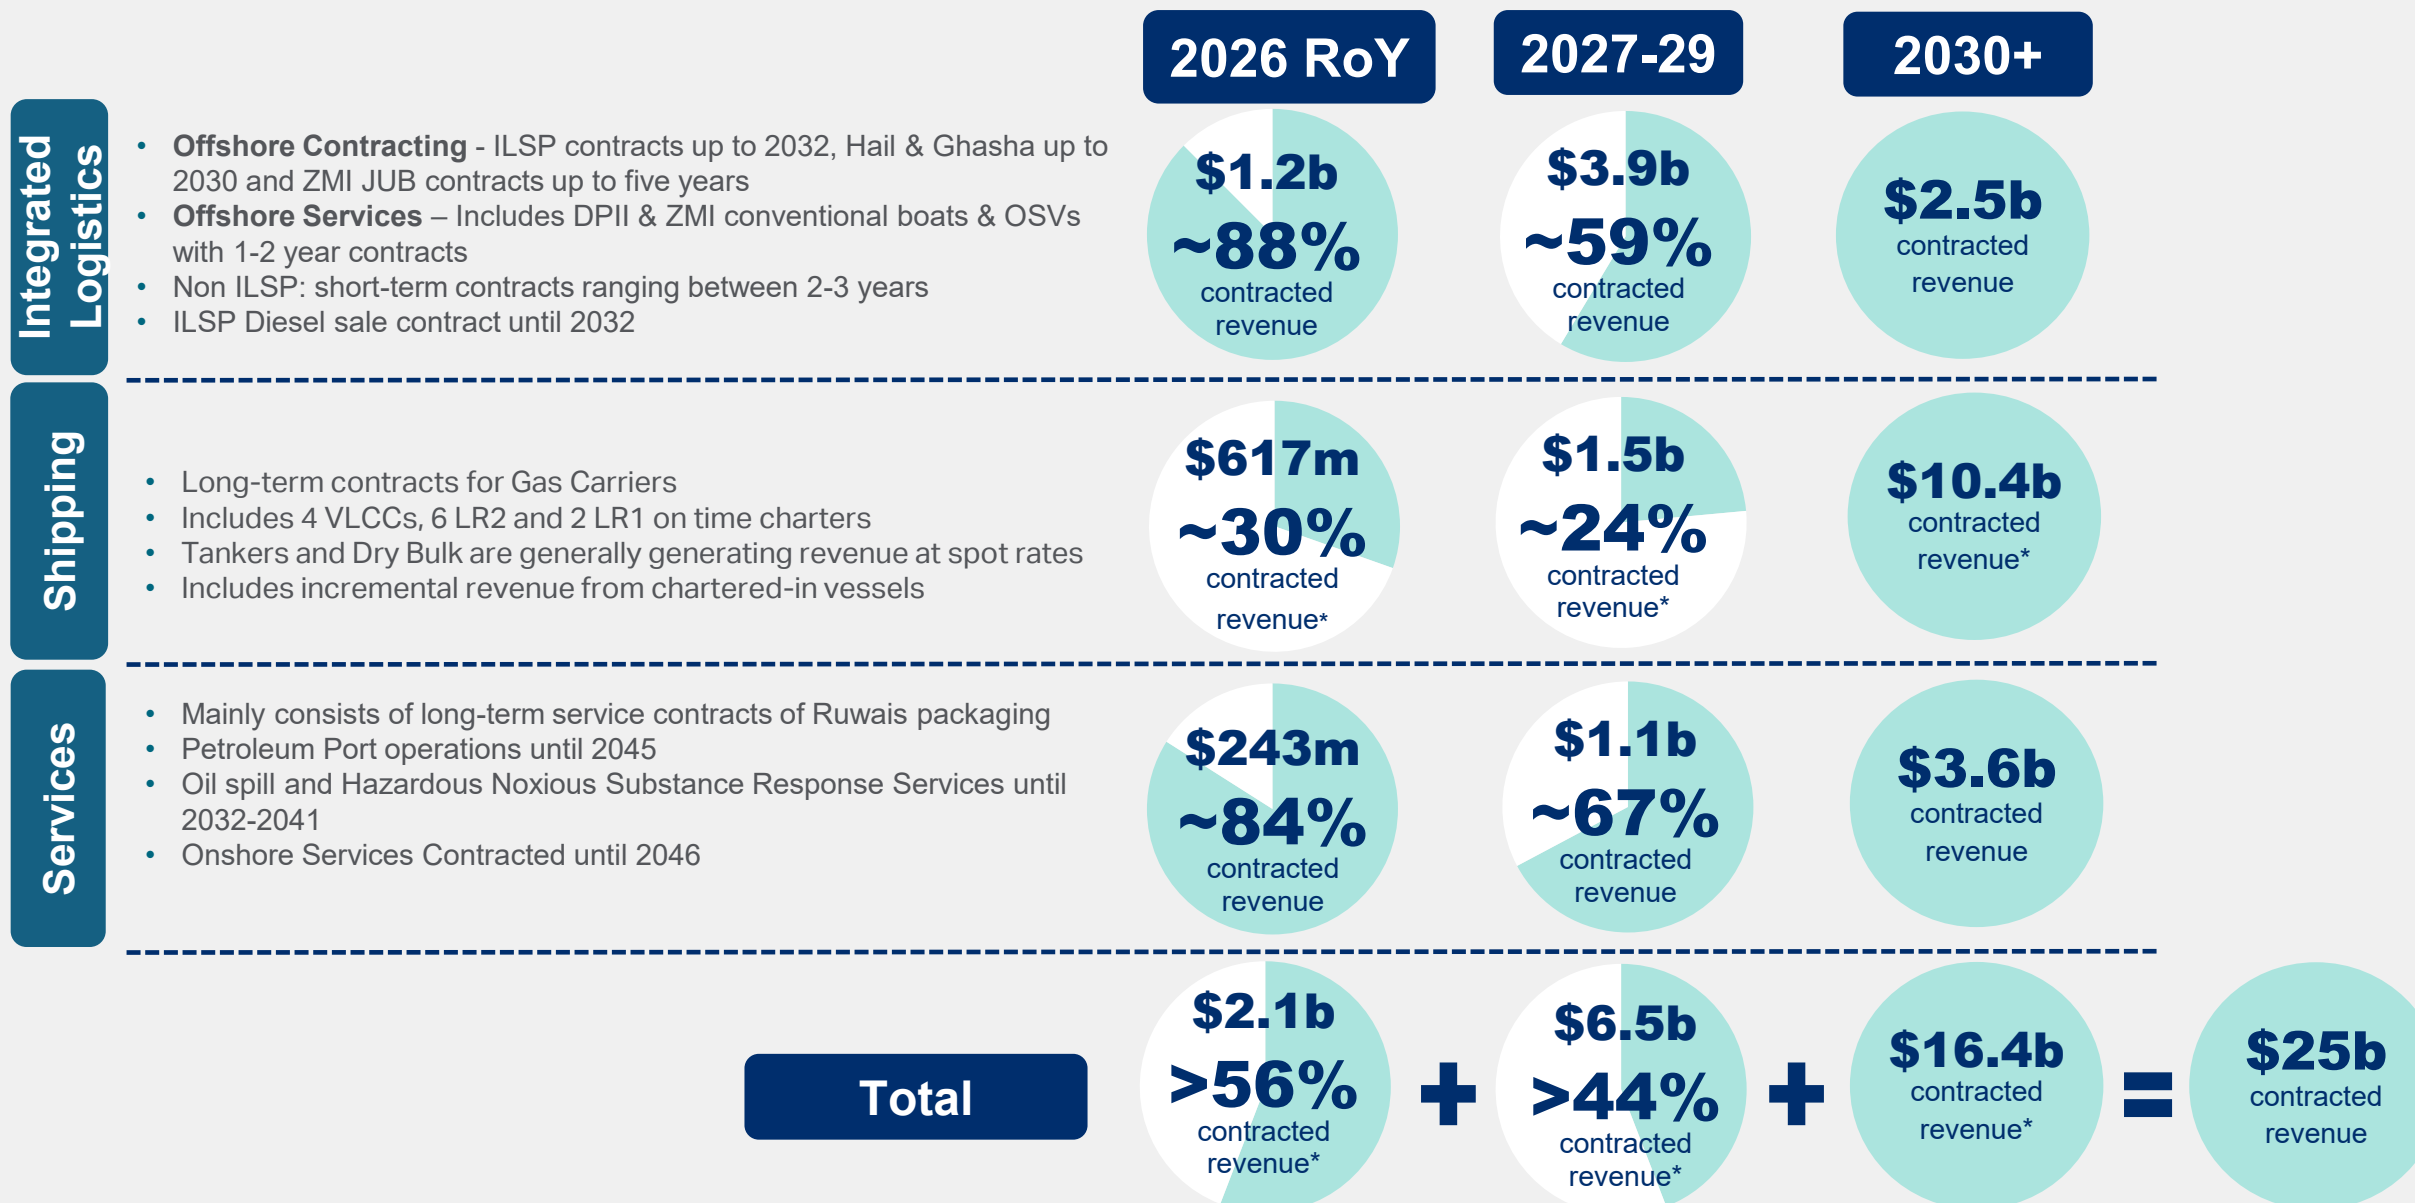 2026 RoY
2027-29
2030+
Integrated
Logistics
• Offshore Contracting - ILSP contracts up to 2032, Hail & Ghasha up to
2030 and ZMI JUB contracts up to five years
• Offshore Services – Includes DPII & ZMI conventional boats & OSVs
with 1-2 year contracts
• Non ILSP: short-term contracts ranging between 2-3 years
• ILSP Diesel sale contract until 2032
$1.2b
~88%
contracted
revenue
$3.9b
~59%
contracted
revenue
$2.5b
contracted
revenue
Shipping
• Long-term contracts for Gas Carriers
• Includes 4 VLCCs, 6 LR2 and 2 LR1 on time charters
• Tankers and Dry Bulk are generally generating revenue at spot rates
• Includes incremental revenue from chartered-in vessels
$617m
~30%
contracted
revenue*
$1.5b
~24%
contracted
revenue*
$10.4b
contracted
revenue*
Services
• Mainly consists of long-term service contracts of Ruwais packaging
• Petroleum Port operations until 2045
• Oil spill and Hazardous Noxious Substance Response Services until
2032-2041
• Onshore Services Contracted until 2046
$243m
~84%
contracted
revenue
$1.1b
~67%
contracted
revenue
$3.6b
contracted
revenue
Total
$2.1b
>56%
contracted
revenue*
+
$6.5b
>44%
contracted
revenue*
+
$16.4b
contracted
revenue*
=
$25b
contracted
revenue